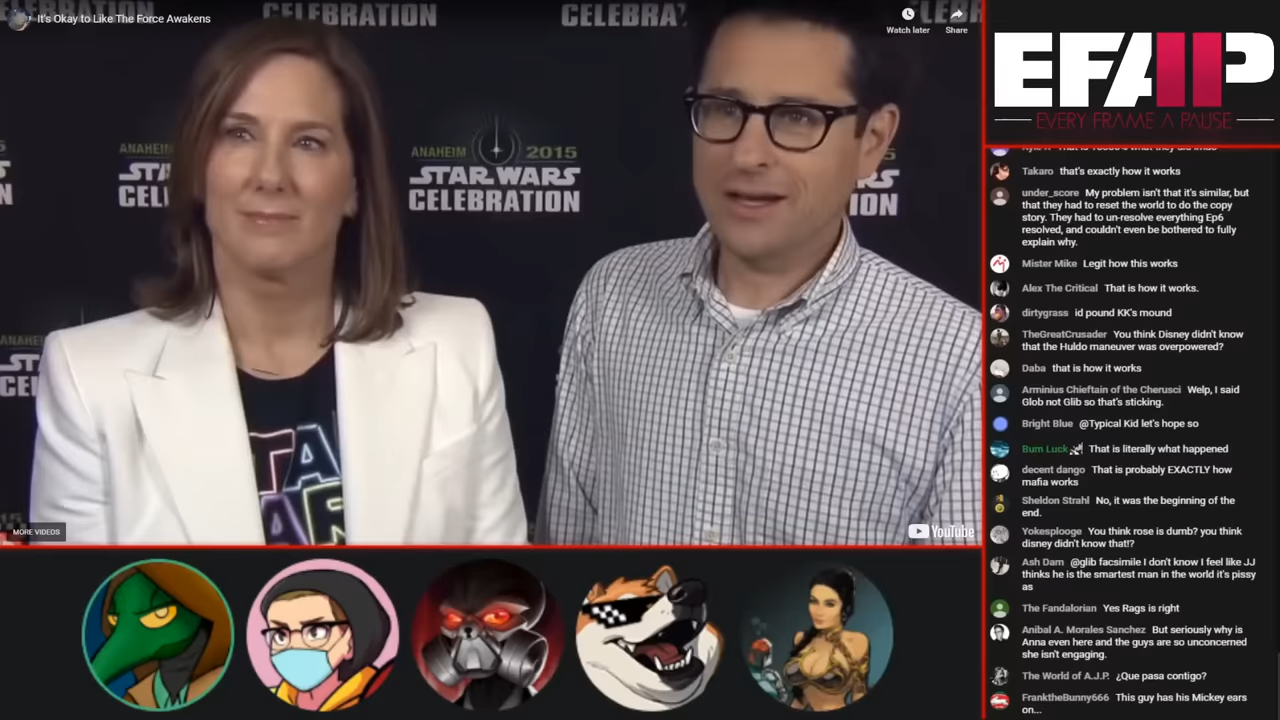 It's Okay to Like The Force Awakens
CELEBRATION
CELEBRATION
Watch later
Share
ANAHEIM 2015
STAR WARS
CELEBRATION
MORE VIDEOS
YouTube
EFAP
EVERY FRAME A PAUSE
Takaro that's exactly how it works
under_score My problem isn't that it's similar, but
that they had to reset the world to do the copy
story. They had to un-resolve everything Ep6
resolved, and couldn't even be bothered to fully
explain why.
Mister Mike Legit how this works
Alex The Critical That is how it works.
dirtygrass id pound KK's mound
TheGreatCrusader You think Disney didn't know
that the Huldo maneuver was overpowered?
Daba that is how it works
Arminius Chieftain of the Cherusci Welp, I said
Glob not Glib so that's sticking.
Bright Blue @Typical Kid let's hope so
Bum Luck That is literally what happened
decent dango That is probably EXACTLY how
mafia works
Sheldon Strahl No, it was the beginning of the
end.
Yokesplooge You think rose is dumb? you think
disney didn't know that!?
Ash Dam @glib facsimile I don't know I feel like JJ
thinks he is the smartest man in the world it's pissy
as
The Fandalorian Yes Rags is right
Anibal A. Morales Sanchez But seriously why is
Anna even here and the guys are so unconcerned
she isn't engaging.
The World of A.J.P. ¿Que pasa contigo?
FranktheBunny666 This guy has his Mickey ears
on...